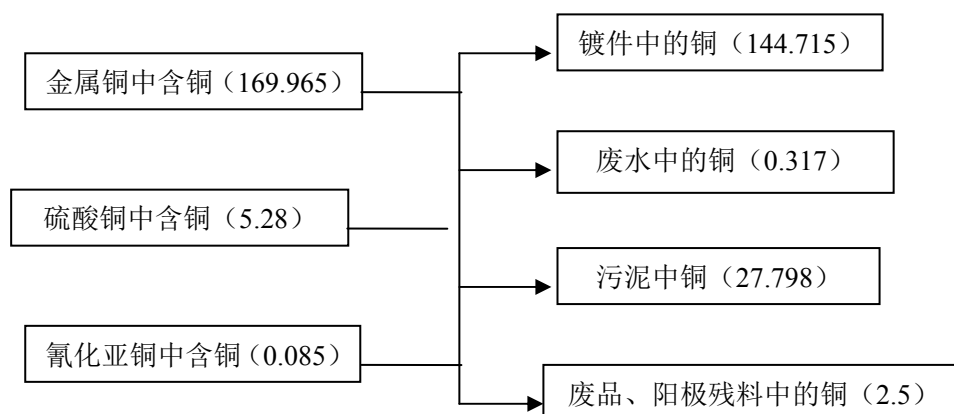 镀件中的铜（144.715）
金属铜中含铜（169.965）
废水中的铜（0.317）
硫酸铜中含铜（5.28）
污泥中铜（27.798）
氰化亚铜中含铜（0.085）
废品、阳极残料中的铜（2.5）